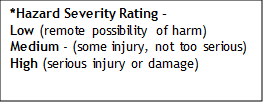 *Hazard Severity Rating -
Low (remote possibility of harm)
Medium - (some injury, not too serious)
High (serious injury or damage)